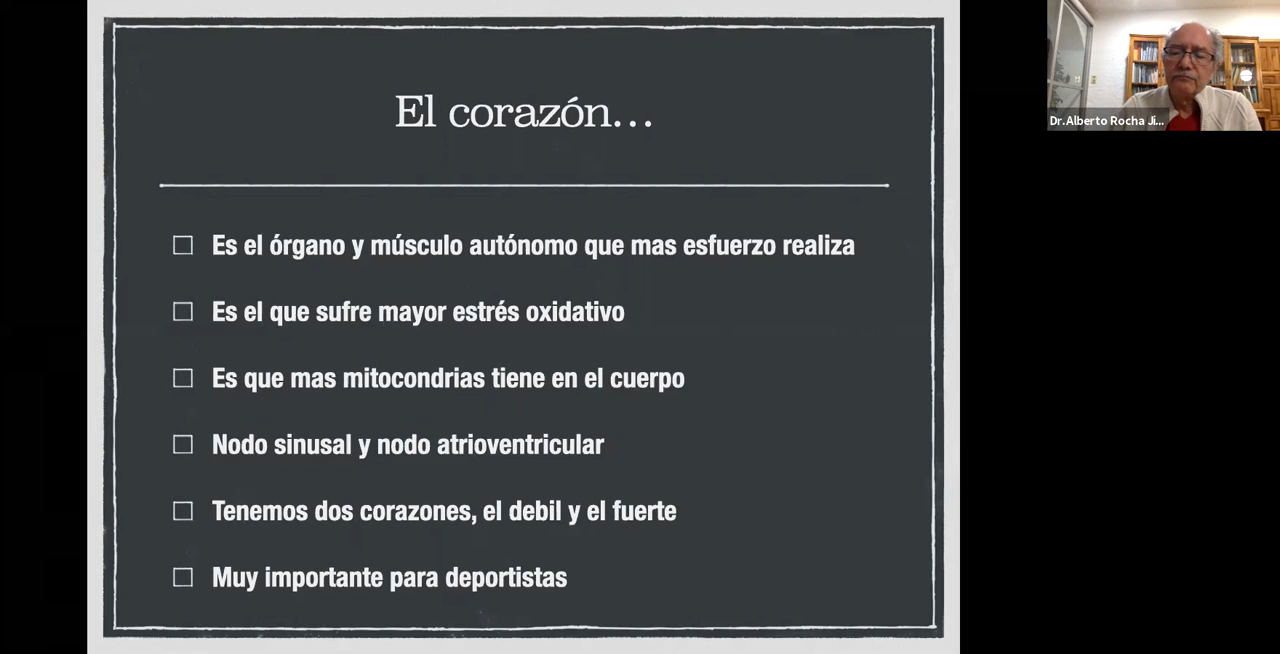 El corazón...
Es el órgano y músculo autónomo que mas esfuerzo realiza
Es el que sufre mayor estrés oxidativo
Es que mas mitocondrias tiene en el cuerpo
Nodo sinusal y nodo atrioventricular
Tenemos dos corazones, el debil y el fuerte
Muy importante para deportistas
Dr.Alberto Rocha Ji...